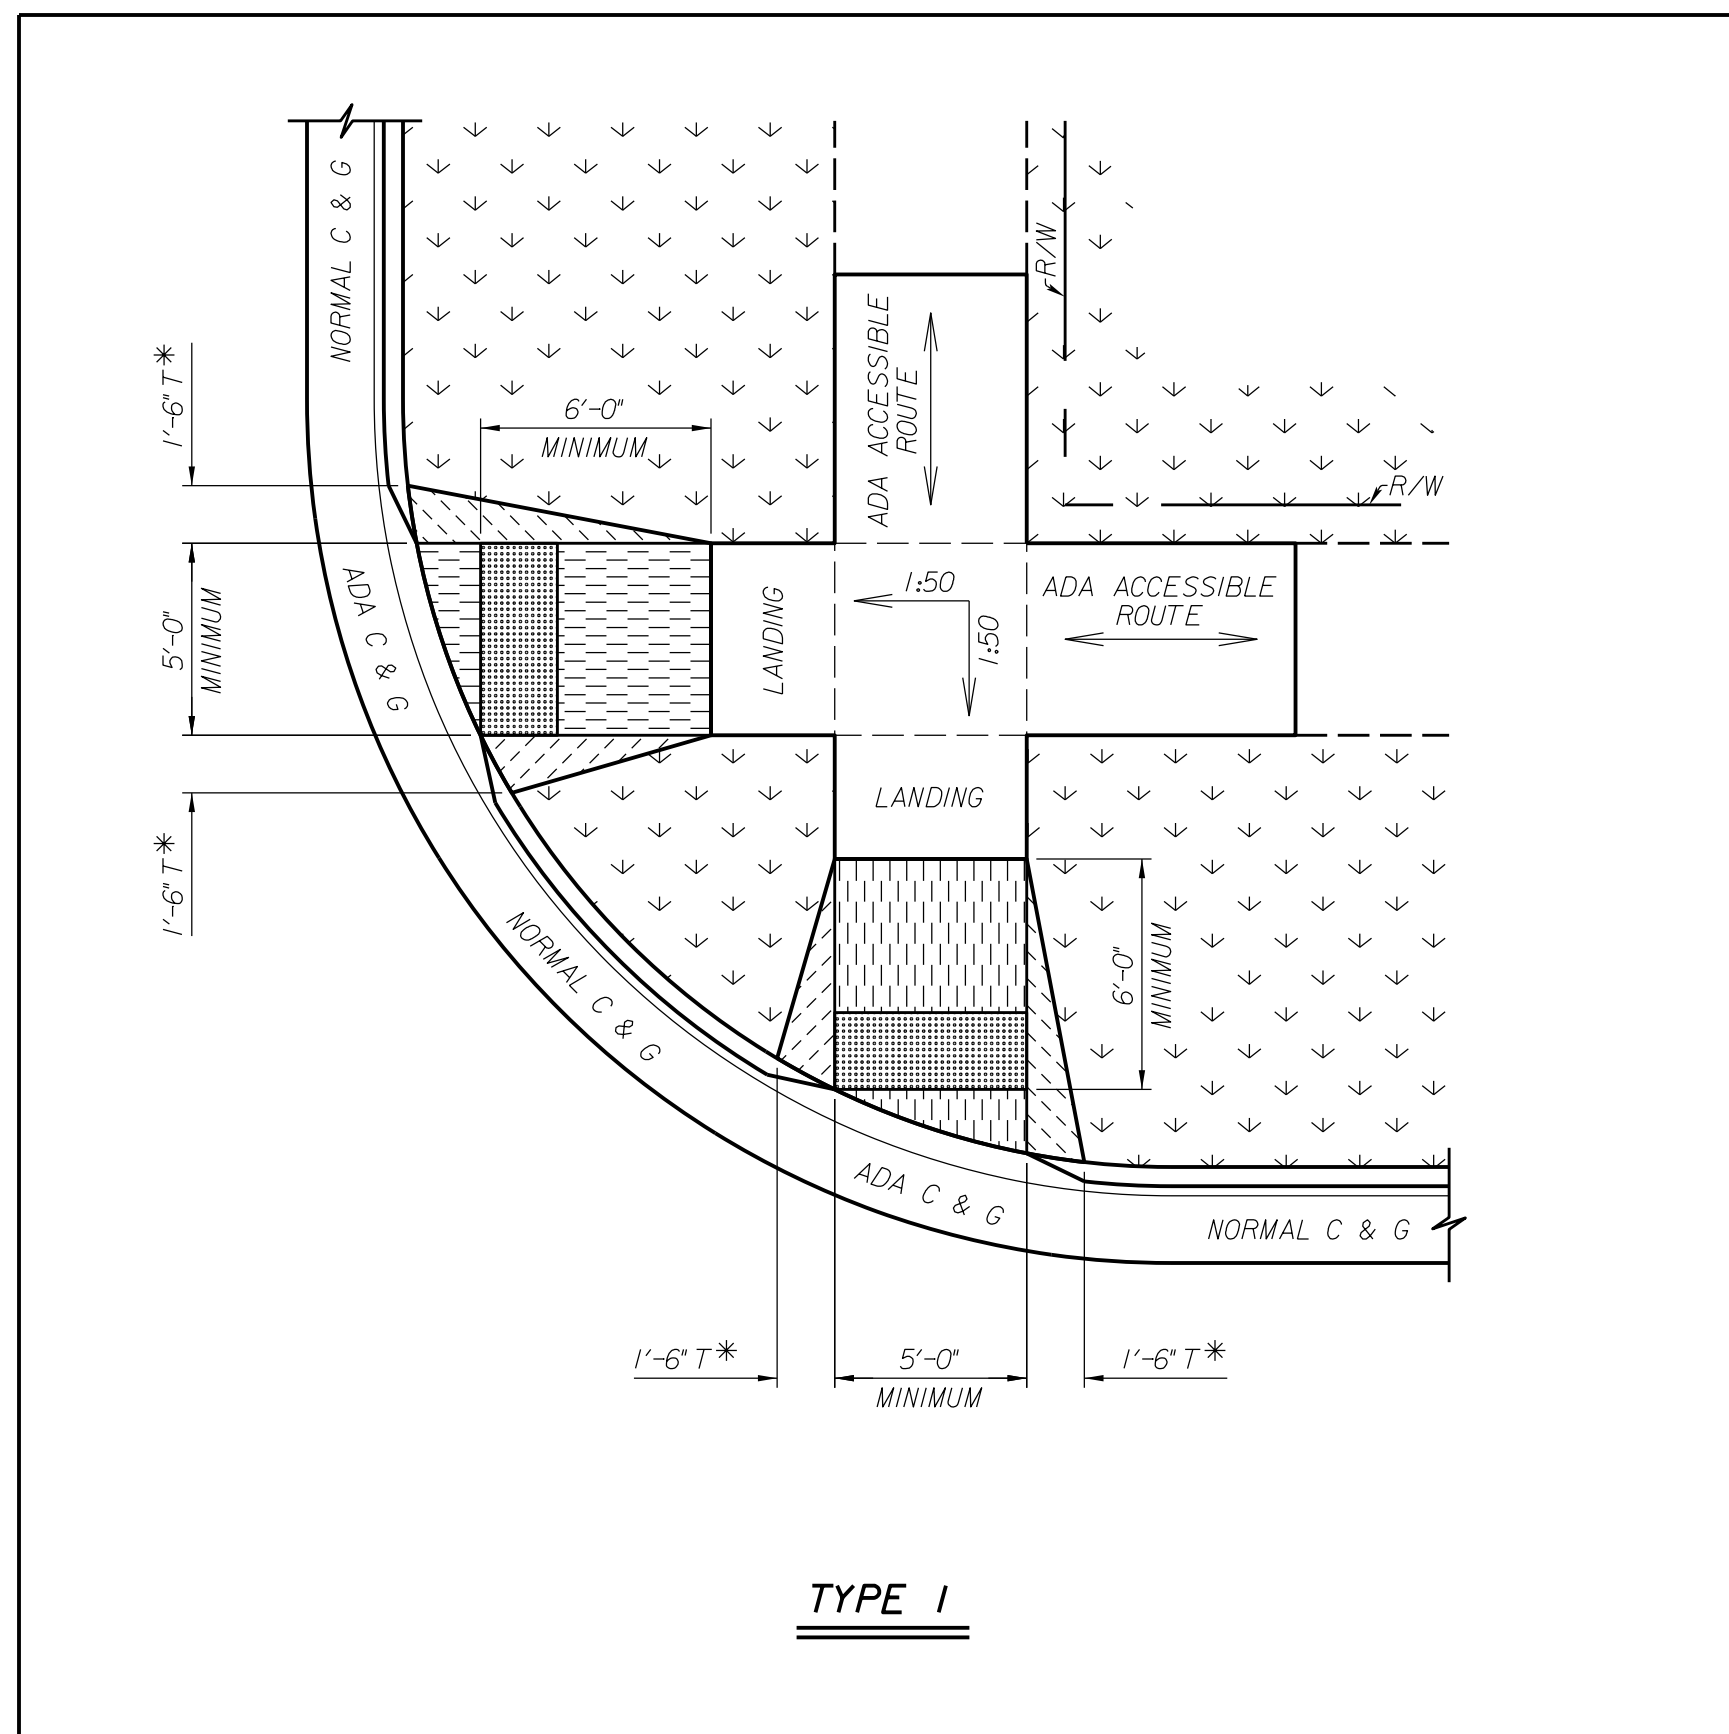 NORMAL C & G
R/W
ADA ACCESSIBLE
ROUTE
1'-6" T*
6'-0"
MINIMUM
R/W
1:50
ADA ACCESSIBLE
ROUTE
LANDING
1:50
5'-0"
MINIMUM
ADA C & G
LANDING
1'-6" T*
NORMAL C & G
6'-0"
MINIMUM
ADA C & G
NORMAL C & G
1'-6" T*
5'-0"
MINIMUM
1'-6" T*
TYPE 1